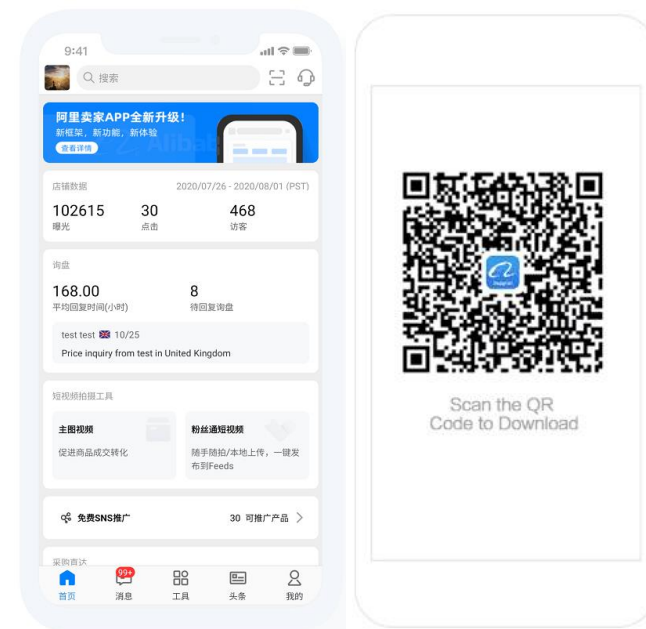 9:41
搜索
阿里卖家APP全新升级！
新框架，新功能，新体验
查看详情
店铺数据 2020/07/26 - 2020/08/01 (PST)
102615 30 468
曝光 点击 访客
询盘
168.00 8
平均回复时间(小时) 待回复询盘
test test 10/25
Price inquiry from test in United Kingdom
短视频拍摄工具
主图视频 粉丝通短视频
促进商品成交转化 随手随拍/本地上传，一键发
布到Feeds
免费SNS推广 30 可推广产品
采购直达
99+
首页 消息 工具 头条 我的
Scan the QR
Code to Download